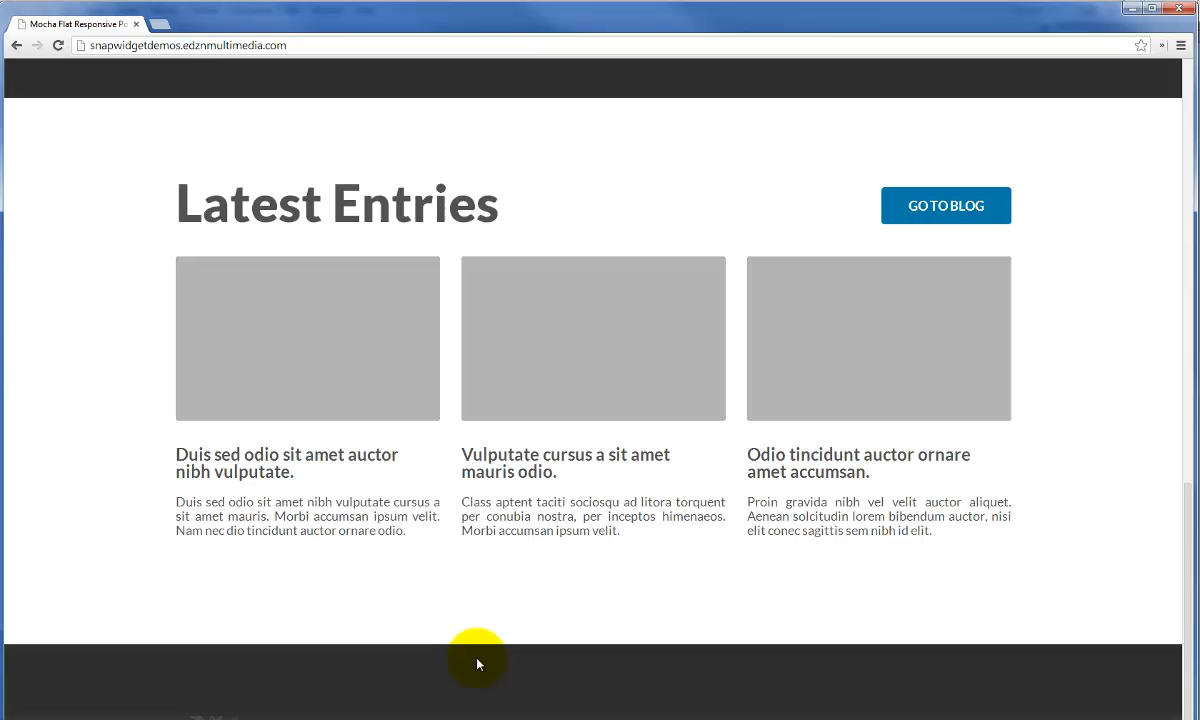 Mocha Flat Responsive Po
snapwidgetdemos.edznmultimedia.com
Latest Entries
GO TO BLOG
Duis sed odio sit amet auctor
nibh vulputate.
Duis sed odio sit amet nibh vulputate cursus a
sit amet mauris. Morbi accumsan ipsum velit.
Nam nec dio tincidunt auctor ornare odio.
Vulputate cursus a sit amet
mauris odio.
Class aptent taciti sociosqu ad litora torquent
per conubia nostra, per inceptos himenaeos.
Morbi accumsan ipsum velit.
Odio tincidunt auctor ornare
amet accumsan.
Proin gravida nibh vel velit auctor aliquet.
Aenean solcitudin lorem bibendum auctor, nisi
elit conec sagittis sem nibh id elit.